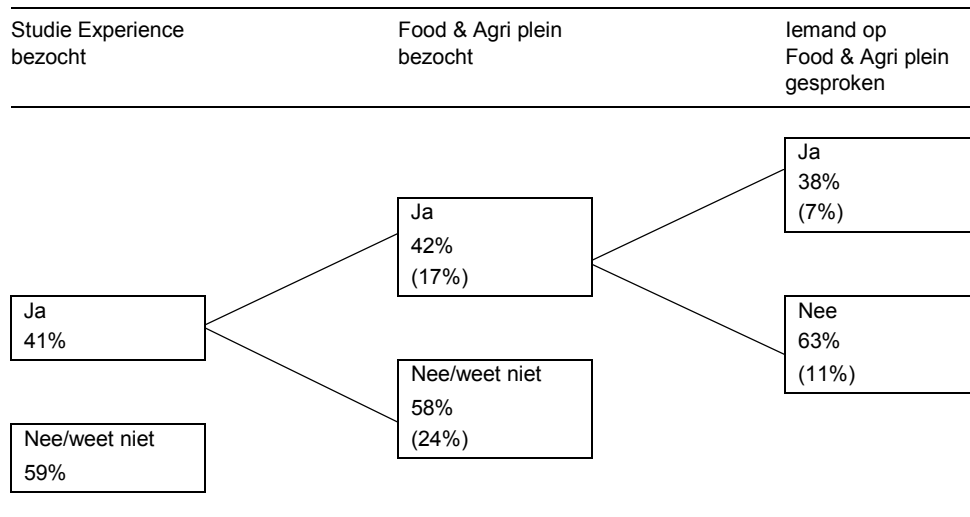 Studie Experience
bezocht
Food & Agri plein
bezocht
Iemand op
Food & Agri plein
gesproken
Ja
41%
Nee/weet niet
59%
Ja
42%
(17%)
Nee/weet niet
58%
(24%)
Ja
38%
(7%)
Nee
63%
(11%)